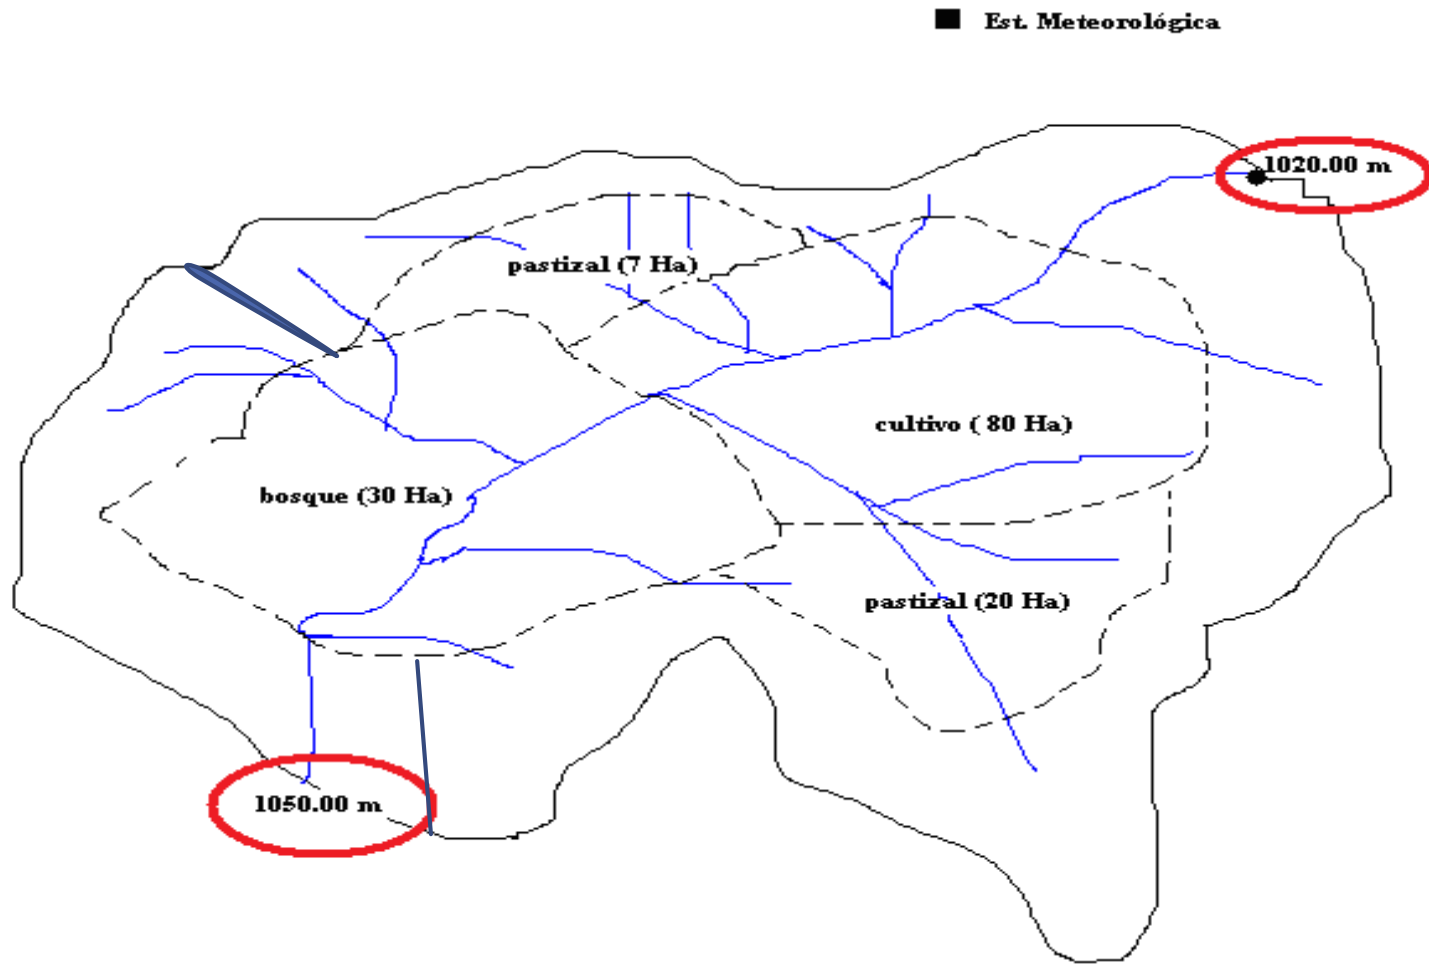 Est. Meteorológica
1020.00 m
pastizal (7 Ha)
cultivo ( 80 Ha)
bosque (30 Ha)
pastizal (20 Ha)
1050.00 m